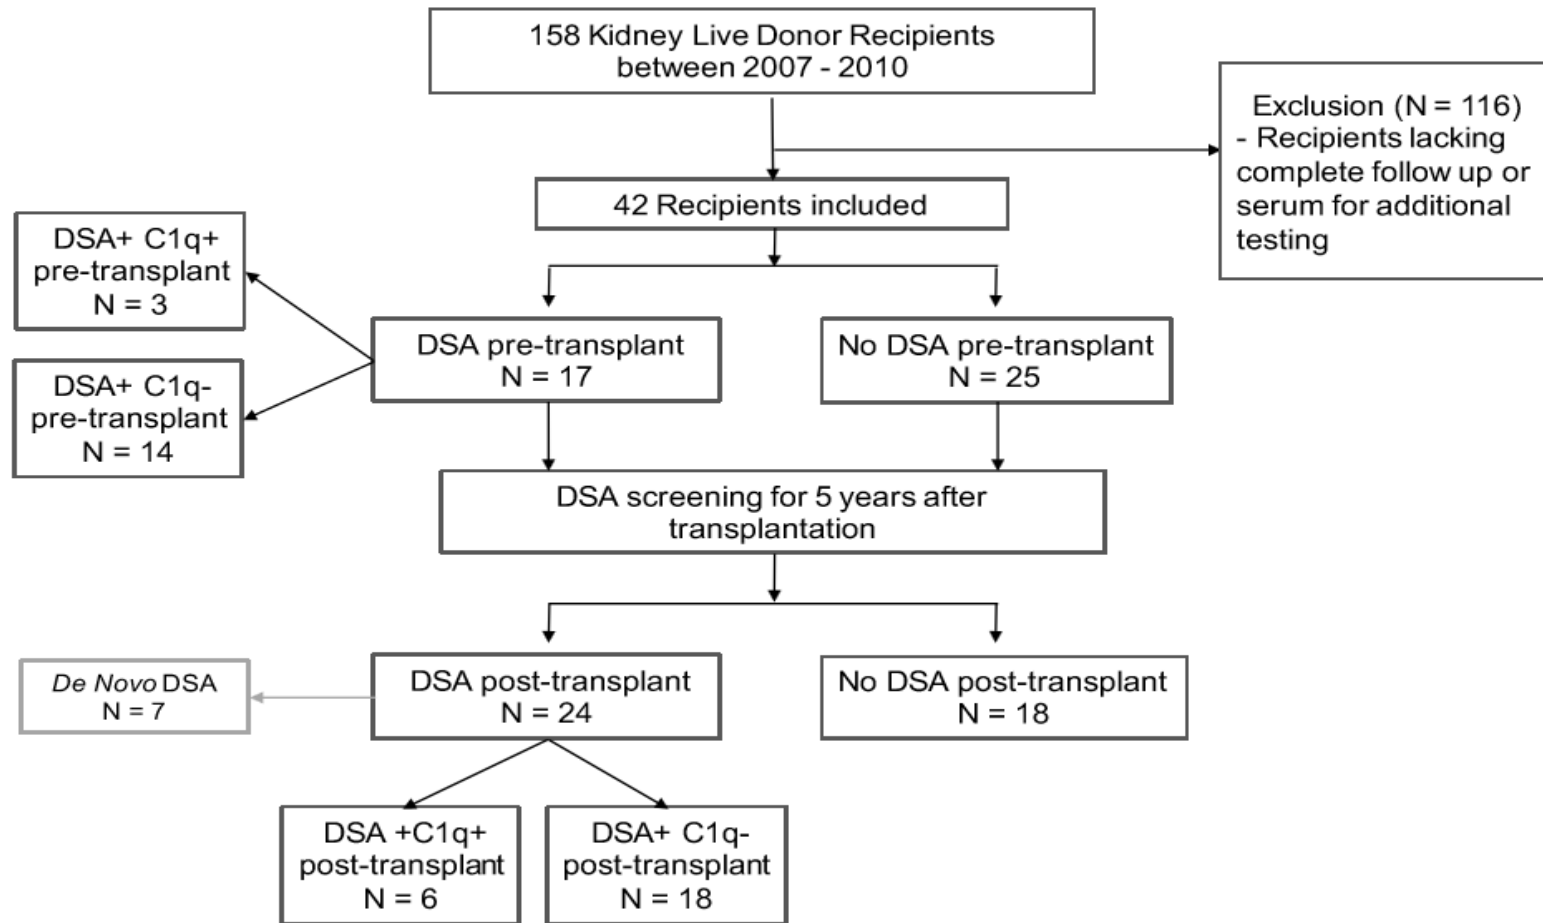 158 Kidney Live Donor Recipients
between 2007 - 2010
Exclusion (N = 116)
- Recipients lacking
complete follow up or
serum for additional
testing
42 Recipients included
DSA+ C1q+
pre-transplant
N = 3
DSA+ C1q-
pre-transplant
N = 14
DSA pre-transplant
N = 17
No DSA pre-transplant
N = 25
DSA screening for 5 years after
transplantation
De Novo DSA
N = 7
DSA post-transplant
N = 24
No DSA post-transplant
N = 18
DSA +C1q+
post-transplant
N = 6
DSA+ C1q-
post-transplant
N = 18